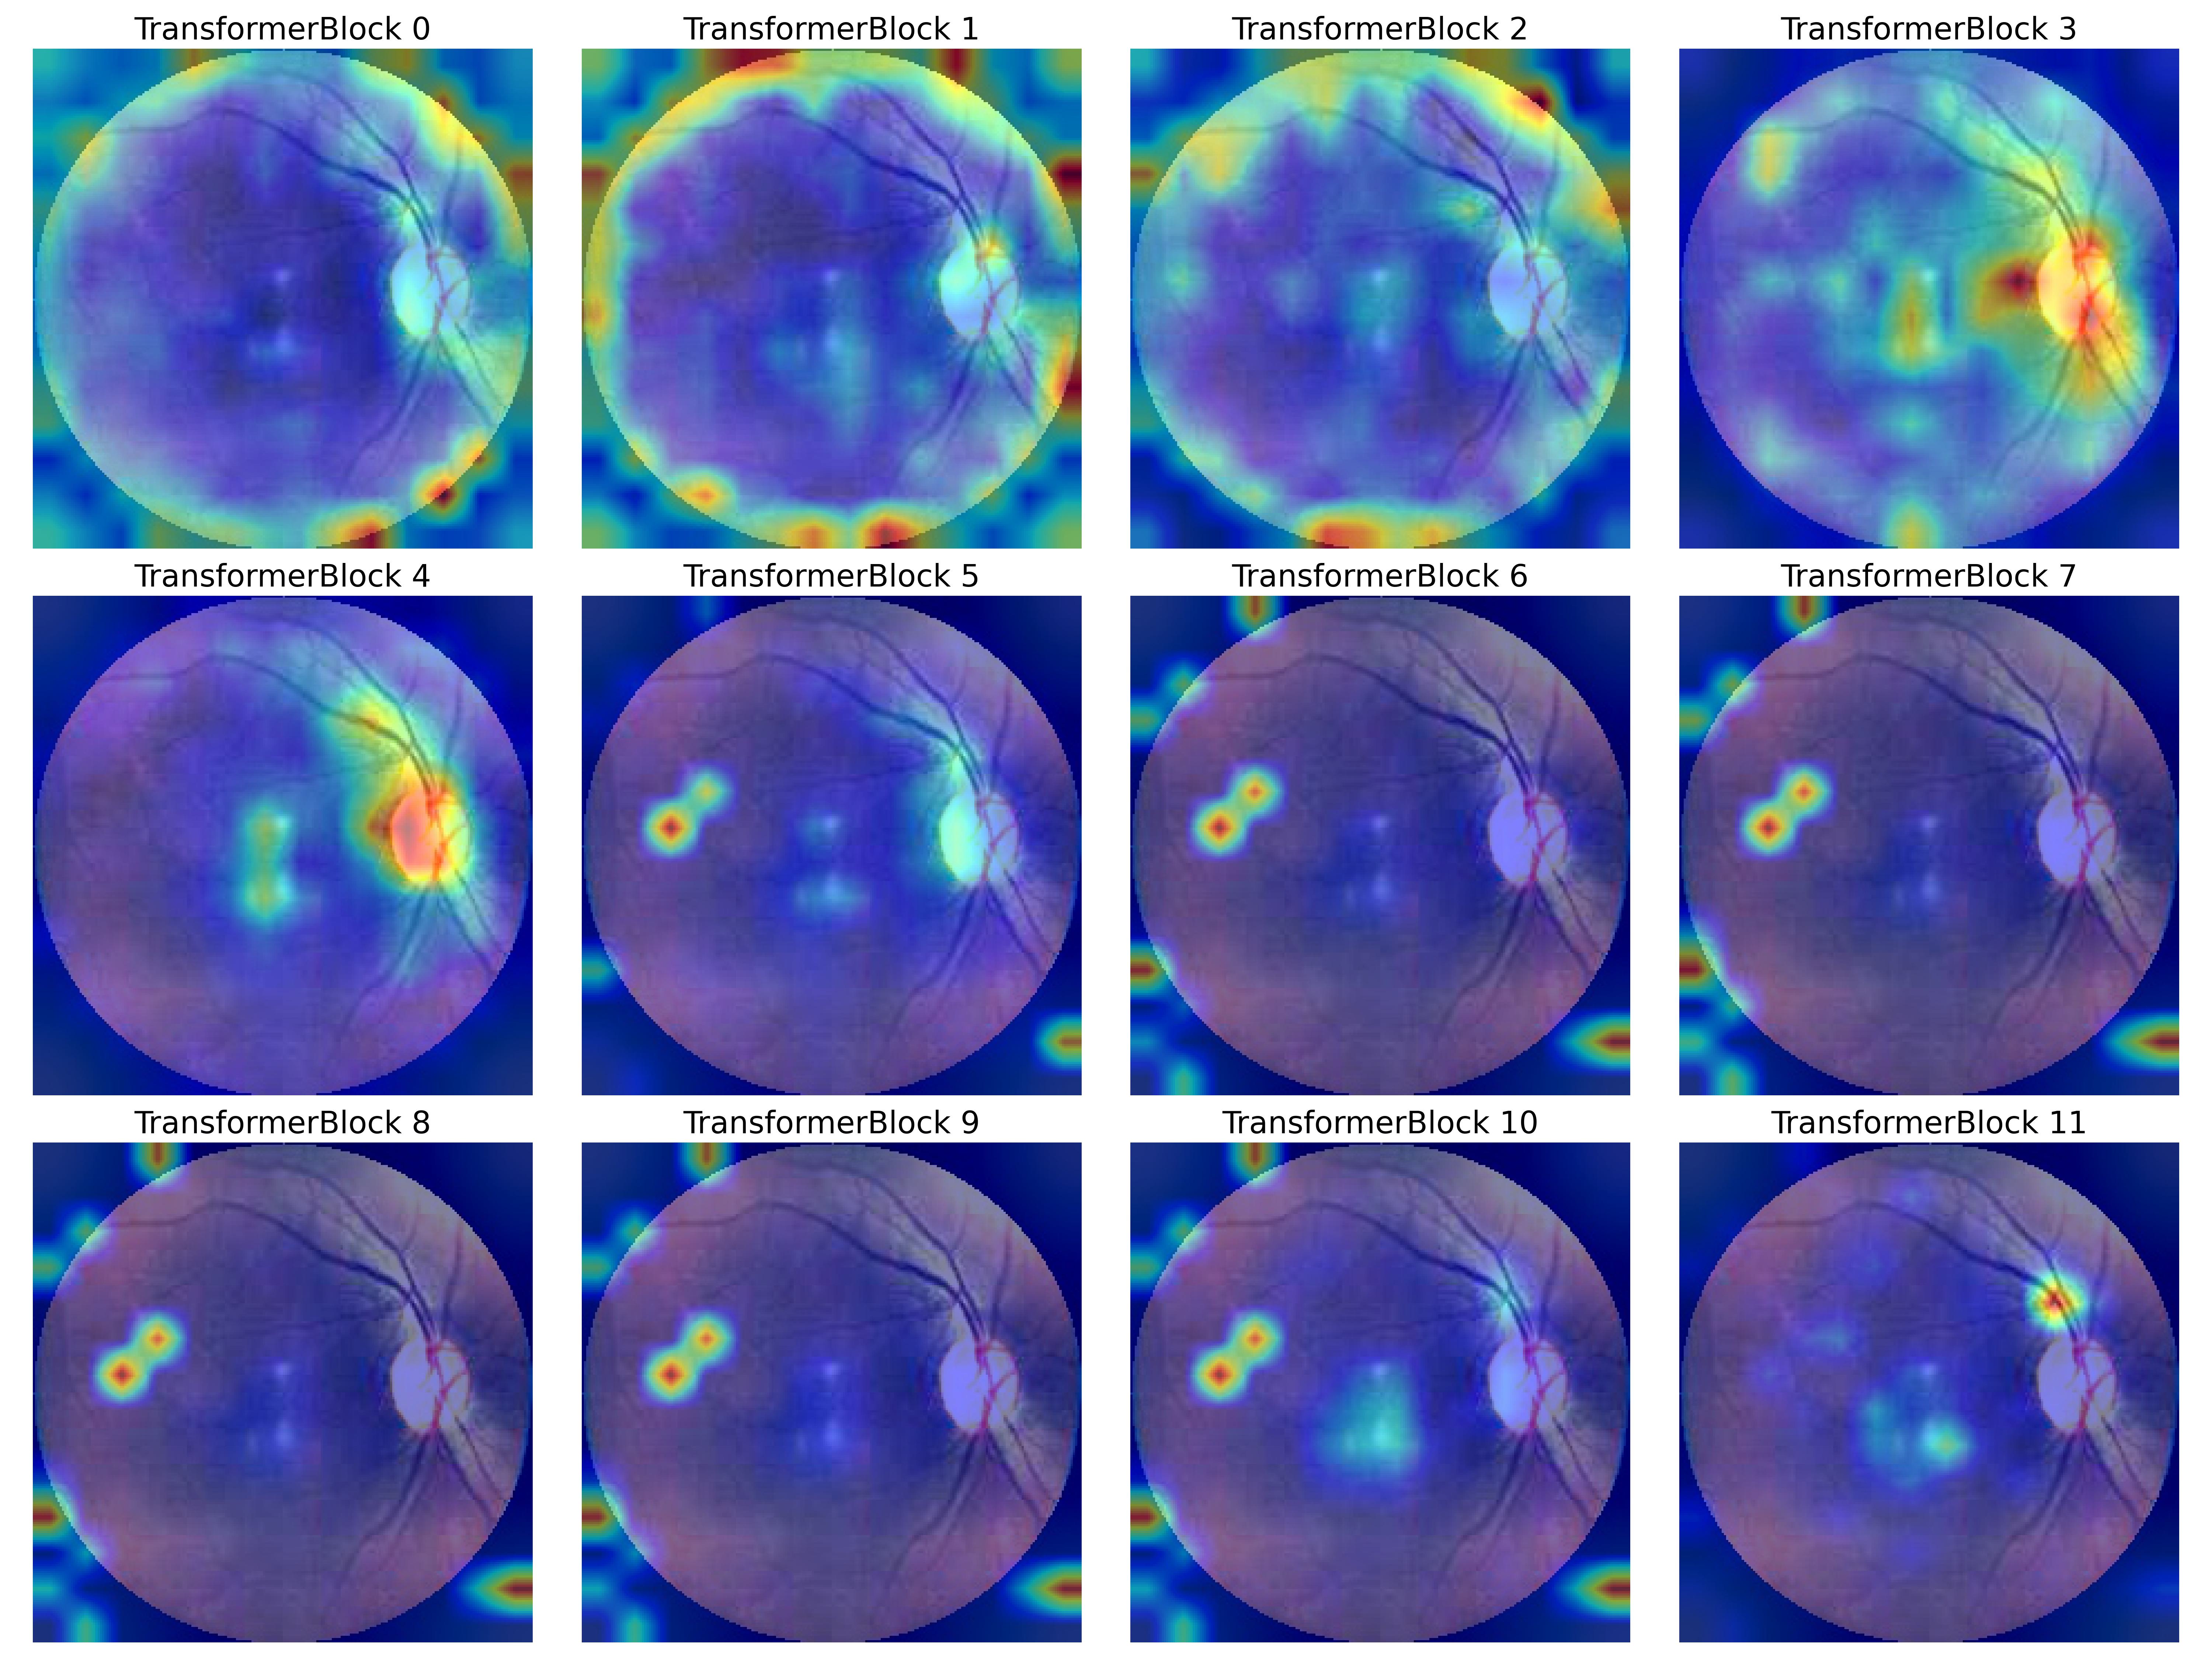 TransformerBlock 0
TransformerBlock 1
TransformerBlock 2
TransformerBlock 3
TransformerBlock 4
TransformerBlock 5
TransformerBlock 6
TransformerBlock 7
TransformerBlock 8
TransformerBlock 9
TransformerBlock 10
TransformerBlock 11